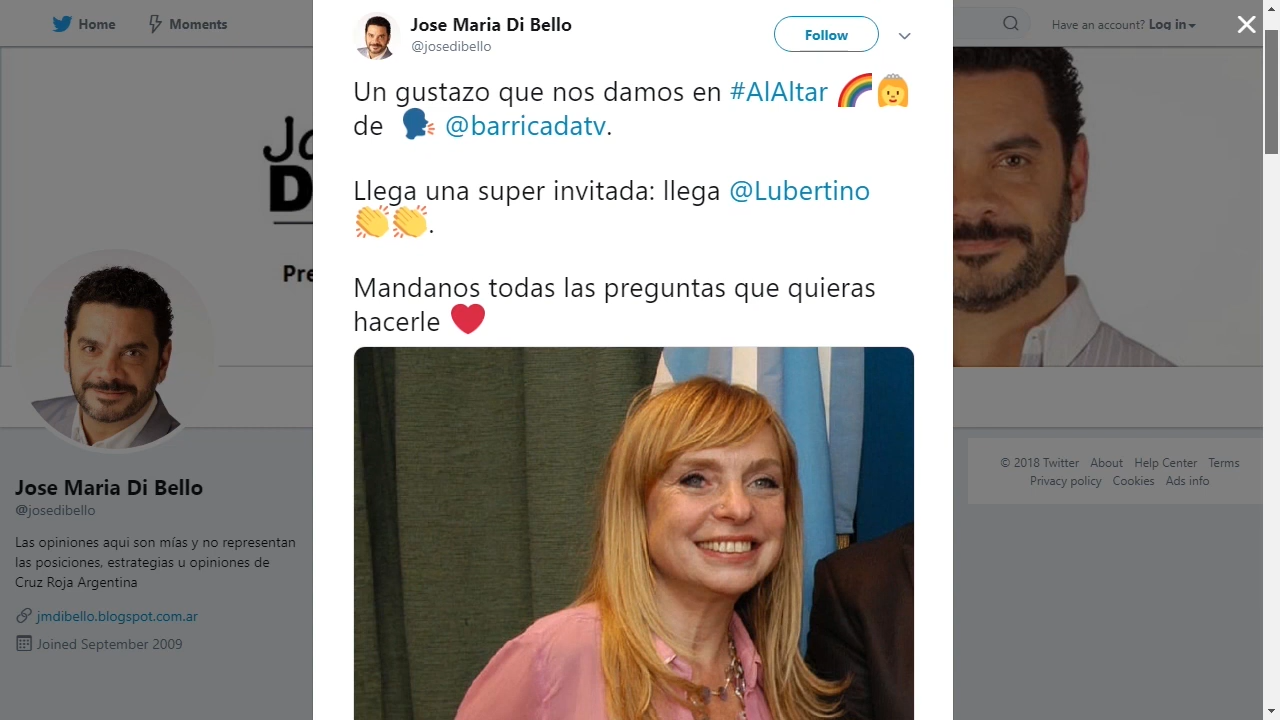 Home
Moments
Have an account? Log in
Jose Maria Di Bello
@josedibello
Follow
Un gustazo que nos damos en #AlAltar 🌈👸
de 🗣 @barricadatv.
Llega una super invitada: llega @Lubertino
👏👏.
Mandanos todas las preguntas que quieras
hacerle ❤
Jose Maria Di Bello
@josedibello
Las opiniones aqui son mías y no representan
las posiciones, estrategias u opiniones de
Cruz Roja Argentina
jmdibello.blogspot.com.ar
Joined September 2009
© 2018 Twitter About Help Center Terms
Privacy policy Cookies Ads info